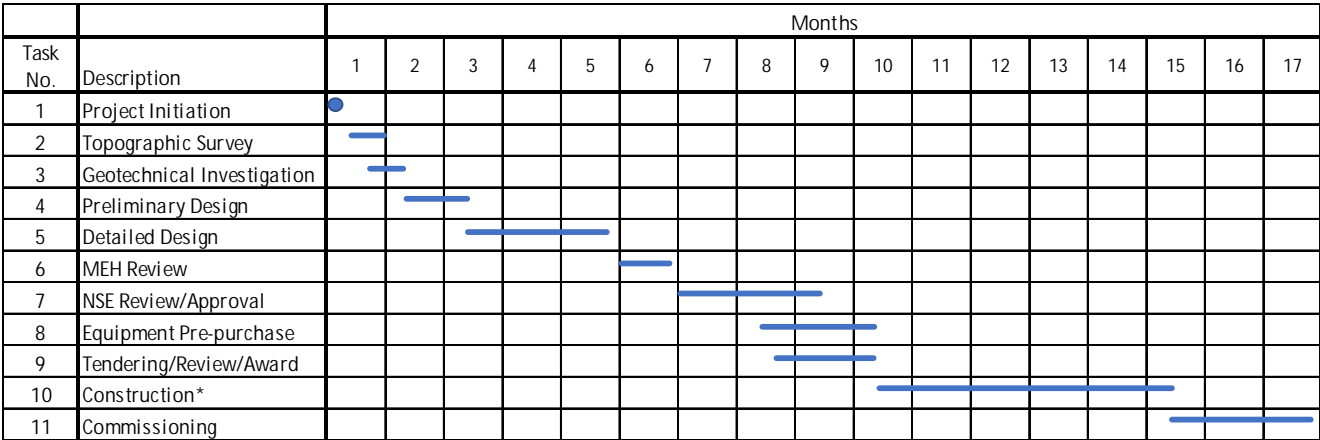 Months
Task No. Description 1 2 3 4 5 6 7 8 9 10 11 12 13 14 15 16 17
1 Project Initiation
2 Topographic Survey
3 Geotechnical Investigation
4 Preliminary Design
5 Detailed Design
6 MEH Review
7 NSE Review/Approval
8 Equipment Pre-purchase
9 Tendering/Review/Award
10 Construction*
11 Commissioning